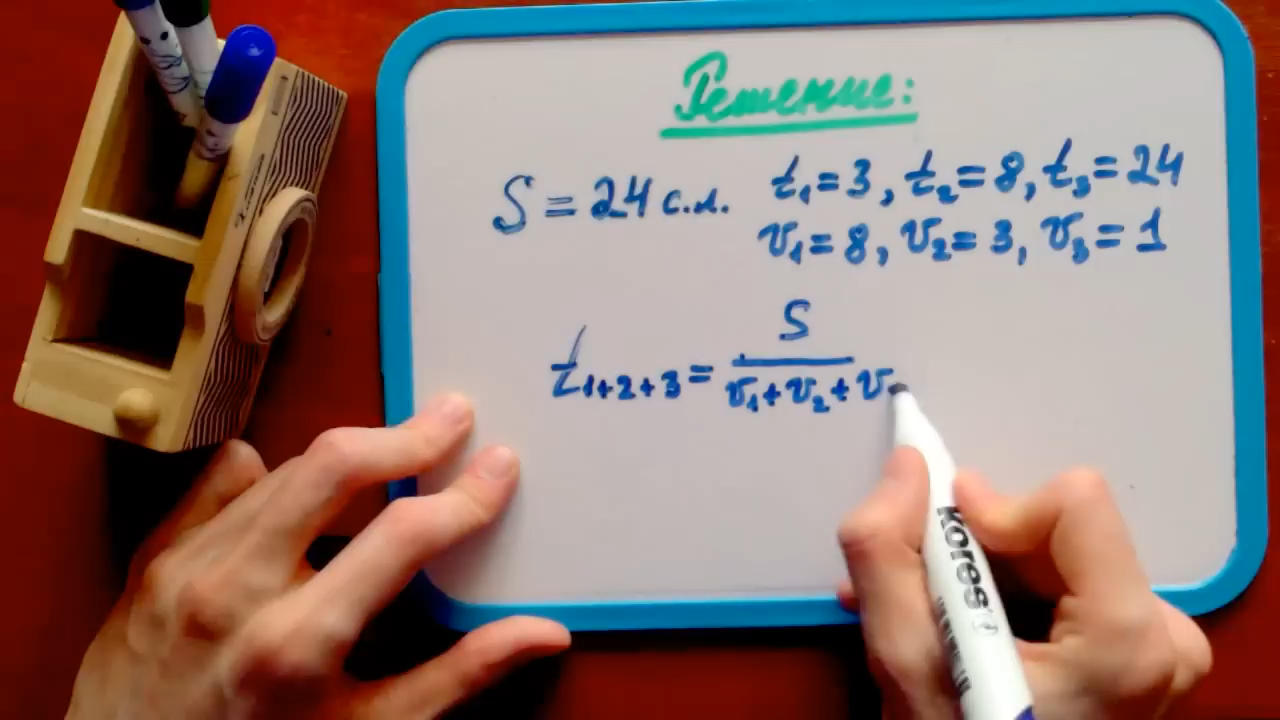 Решение:
S = 24 с.л.
t₁=3, t₂=8, t₃=24
v₁=8, v₂=3, v₃=1
t₁₊₂₊₃ = S / v₁+v₂+v
kores